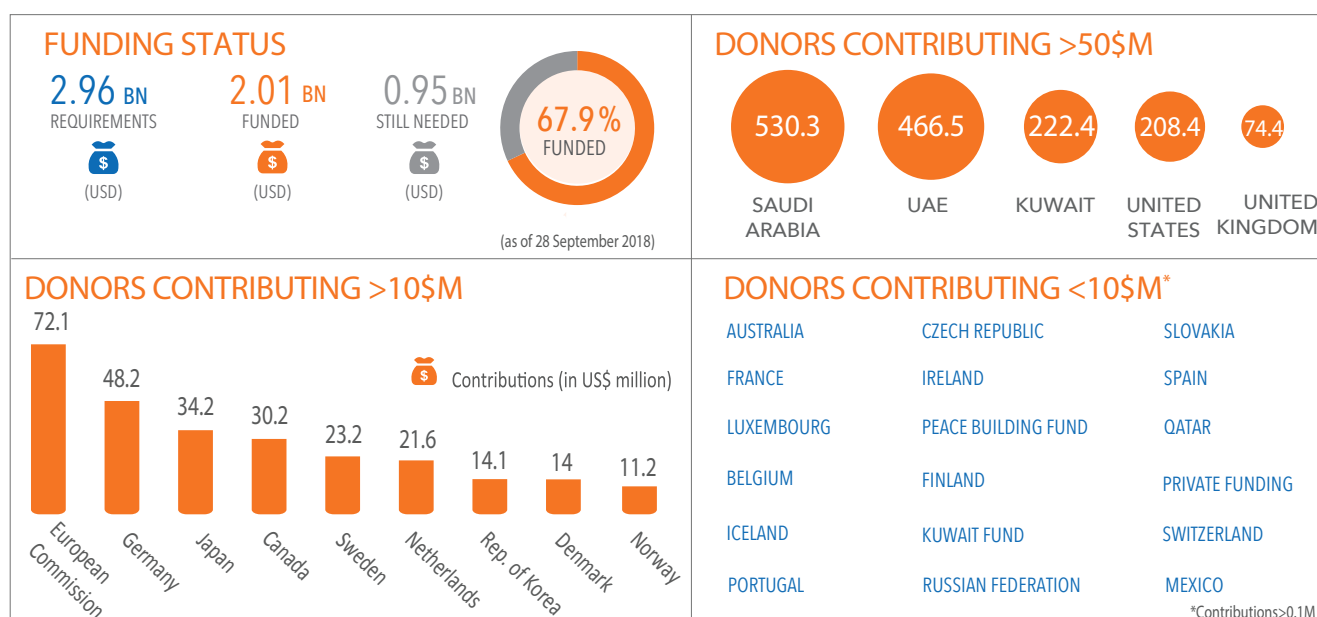 FUNDING STATUS
2.96 BN
REQUIREMENTS
$
(USD)
2.01 BN
FUNDED
$
(USD)
0.95 BN
STILL NEEDED
$
(USD)
67.9%
FUNDED
(as of 28 September 2018)
DONORS CONTRIBUTING >50$M
530.3
SAUDI
ARABIA
466.5
UAE
222.4
KUWAIT
208.4
UNITED
STATES
74.4
UNITED
KINGDOM
DONORS CONTRIBUTING >10$M
$
Contributions (in US$ million)
72.1
European
Commission
48.2
Germany
34.2
Japan
30.2
Canada
23.2
Sweden
21.6
Netherlands
14.1
Rep. of Korea
14
Denmark
11.2
Norway
DONORS CONTRIBUTING <10$M*
AUSTRALIA
CZECH REPUBLIC
SLOVAKIA
FRANCE
IRELAND
SPAIN
LUXEMBOURG
PEACE BUILDING FUND
QATAR
BELGIUM
FINLAND
PRIVATE FUNDING
ICELAND
KUWAIT FUND
SWITZERLAND
PORTUGAL
RUSSIAN FEDERATION
MEXICO
*Contributions>0.1M